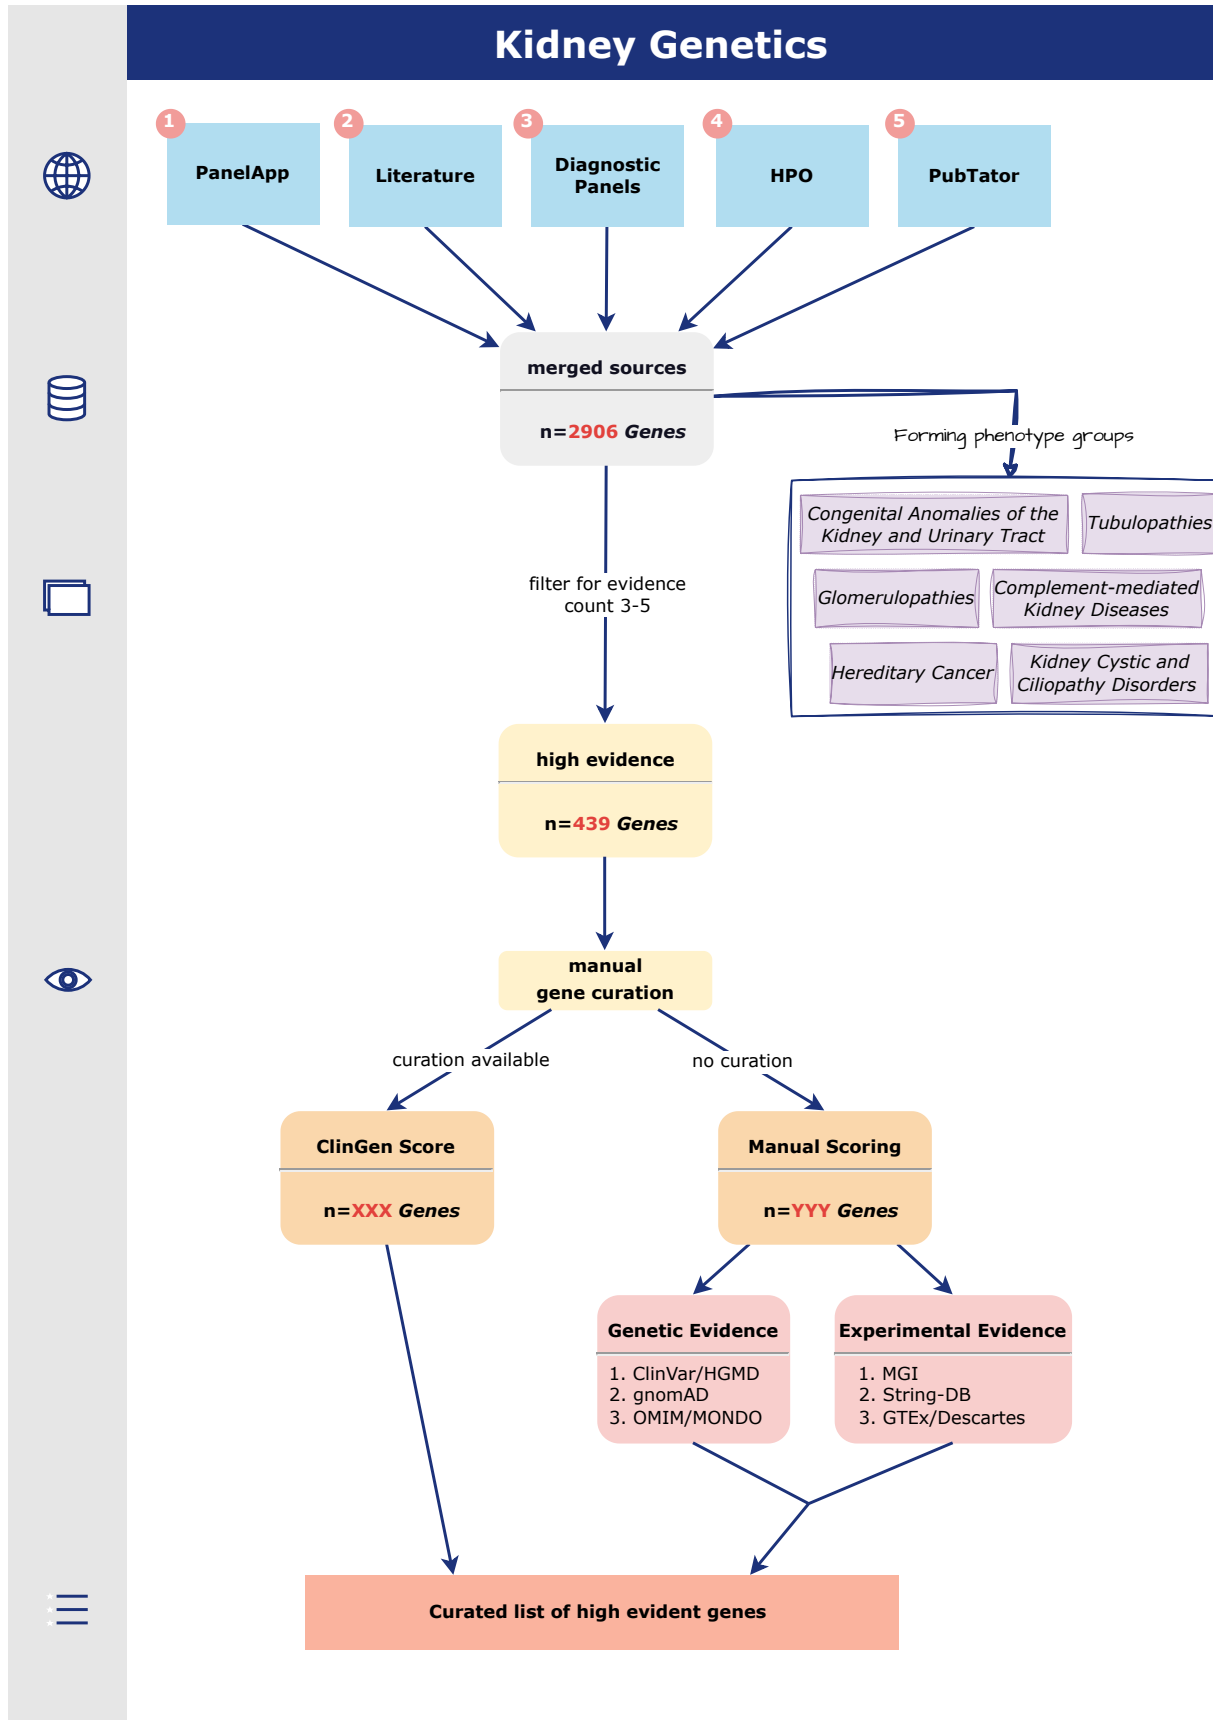 Kidney Genetics
1
2
3
4
5
PanelApp
Literature
Diagnostic
Panels
HPO
PubTator
merged sources
n=2906 Genes
Forming phenotype groups
Congenital Anomalies of the
Kidney and Urinary Tract
Tubulopathies
Glomerulopathies
Complement-mediated
Kidney Diseases
Hereditary Cancer
Kidney Cystic and
Ciliopathy Disorders
filter for evidence
count 3-5
high evidence
n=439 Genes
manual
gene curation
curation available
no curation
ClinGen Score
n=XXX Genes
Manual Scoring
n=YYY Genes
Genetic Evidence
1. ClinVar/HGMD
2. gnomAD
3. OMIM/MONDO
Experimental Evidence
1. MGI
2. String-DB
3. GTEx/Descartes
Curated list of high evident genes